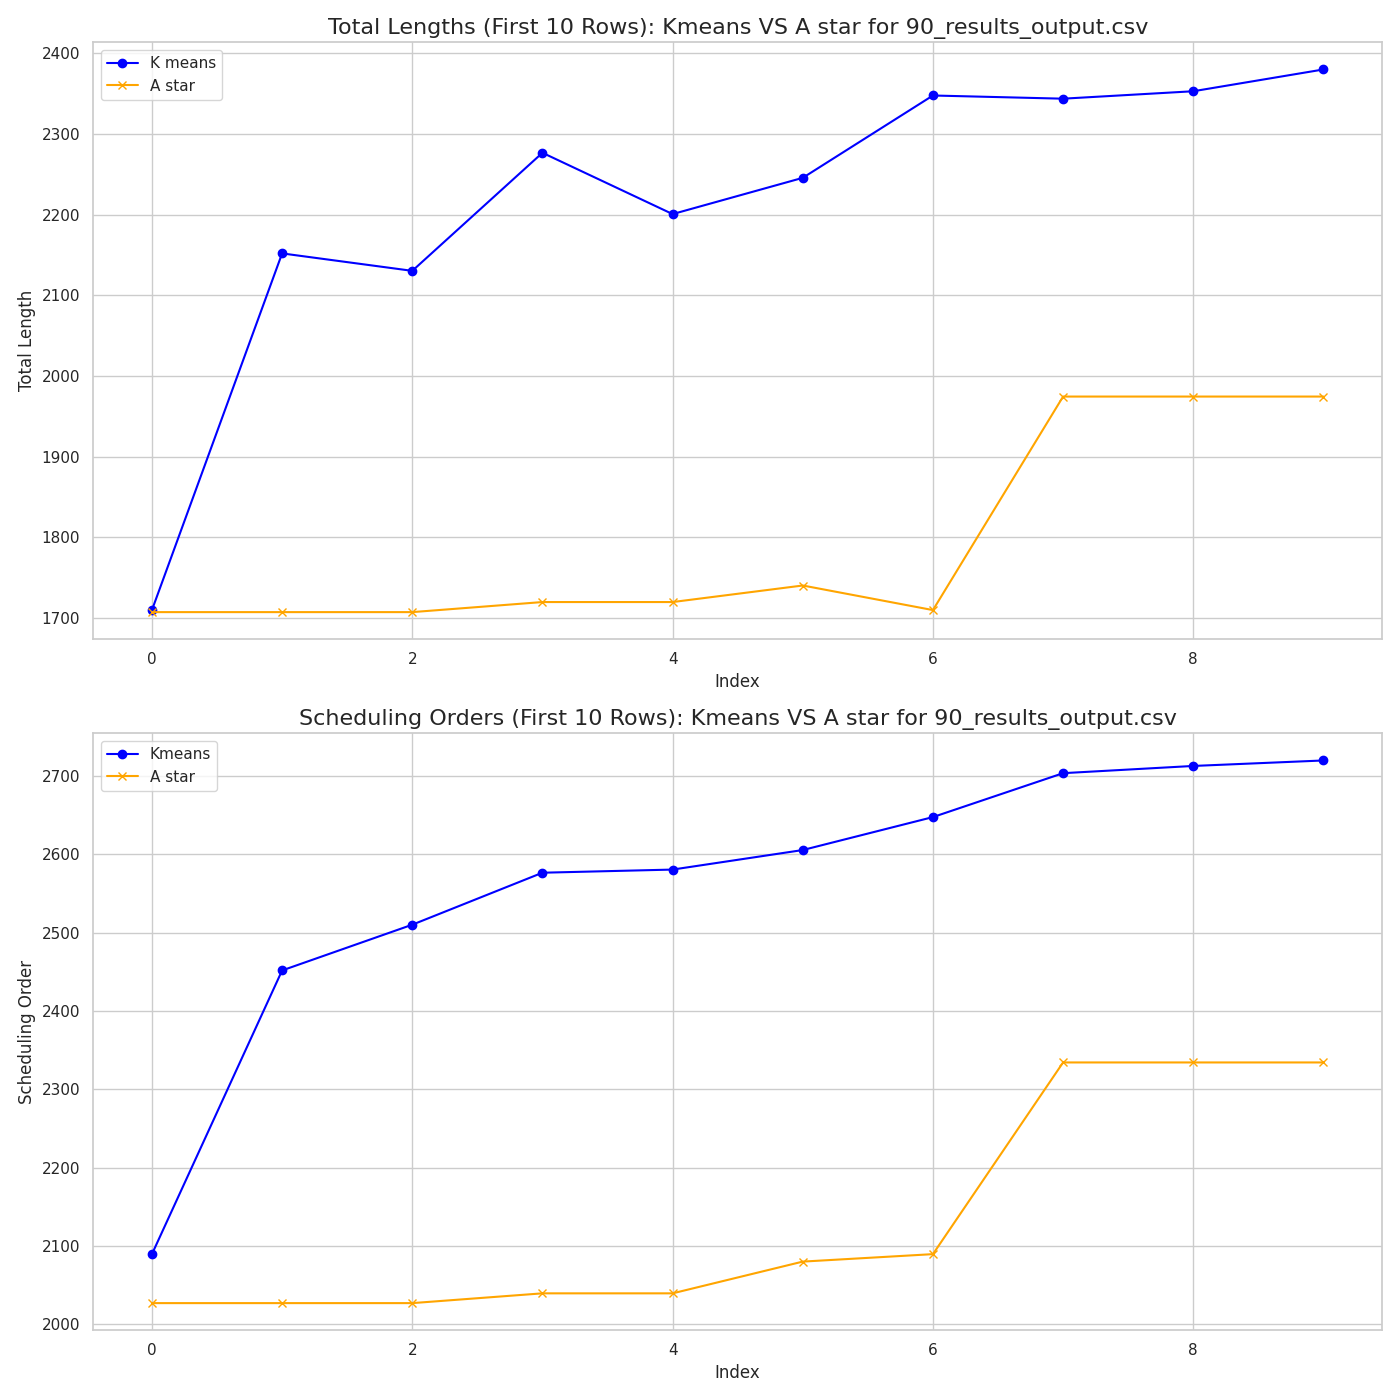 Total Lengths (First 10 Rows): Kmeans VS A star for 90_results_output.csv
K means
A star
2400
2300
2200
2100
2000
1900
1800
1700
Total Length
0 2 4 6 8
Index
Scheduling Orders (First 10 Rows): Kmeans VS A star for 90_results_output.csv
Kmeans
A star
2700
2600
2500
2400
2300
2200
2100
2000
Scheduling Order
0 2 4 6 8
Index